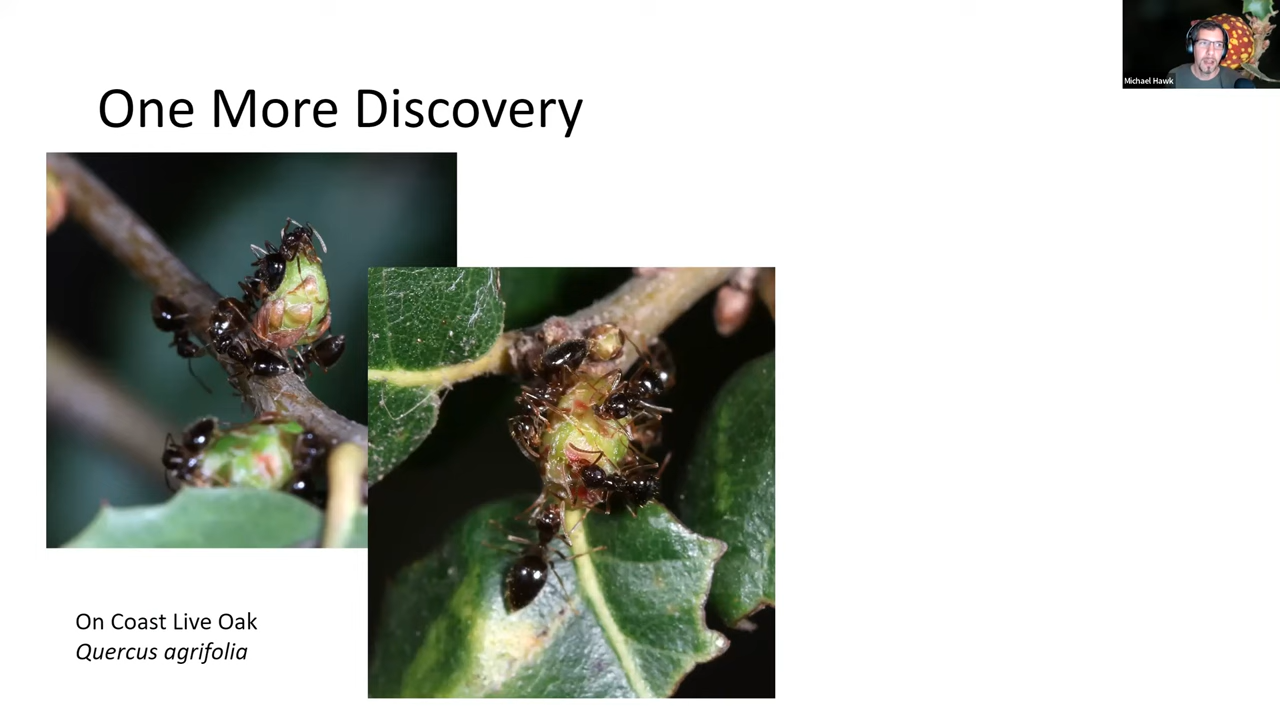 One More Discovery
Michael Hawk
On Coast Live Oak
Quercus agrifolia